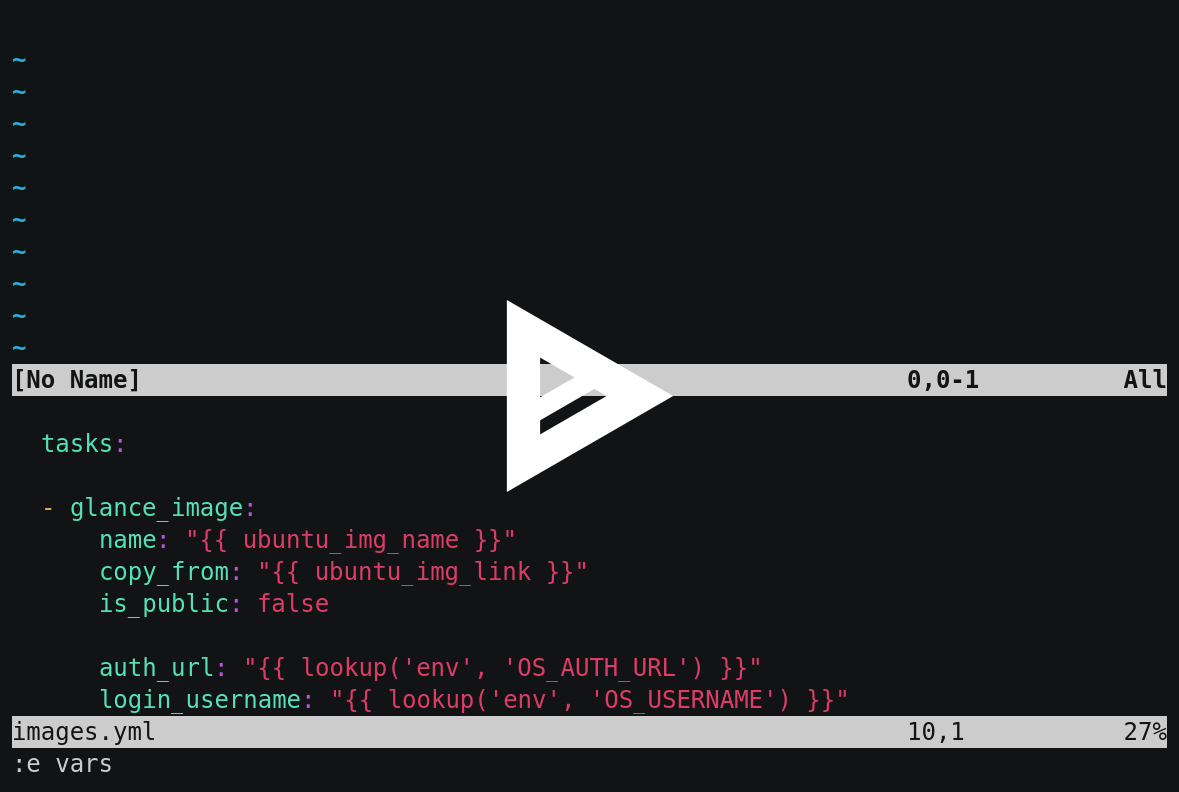 ~
~
~
~
~
~
~
~
~
~
[No Name] 0,0-1 All
tasks:
- glance_image:
name: "{{ ubuntu_img_name }}"
copy_from: "{{ ubuntu_img_link }}"
is_public: false
auth_url: "{{ lookup('env', 'OS_AUTH_URL') }}"
login_username: "{{ lookup('env', 'OS_USERNAME') }}"
images.yml 10,1 27%
:e vars